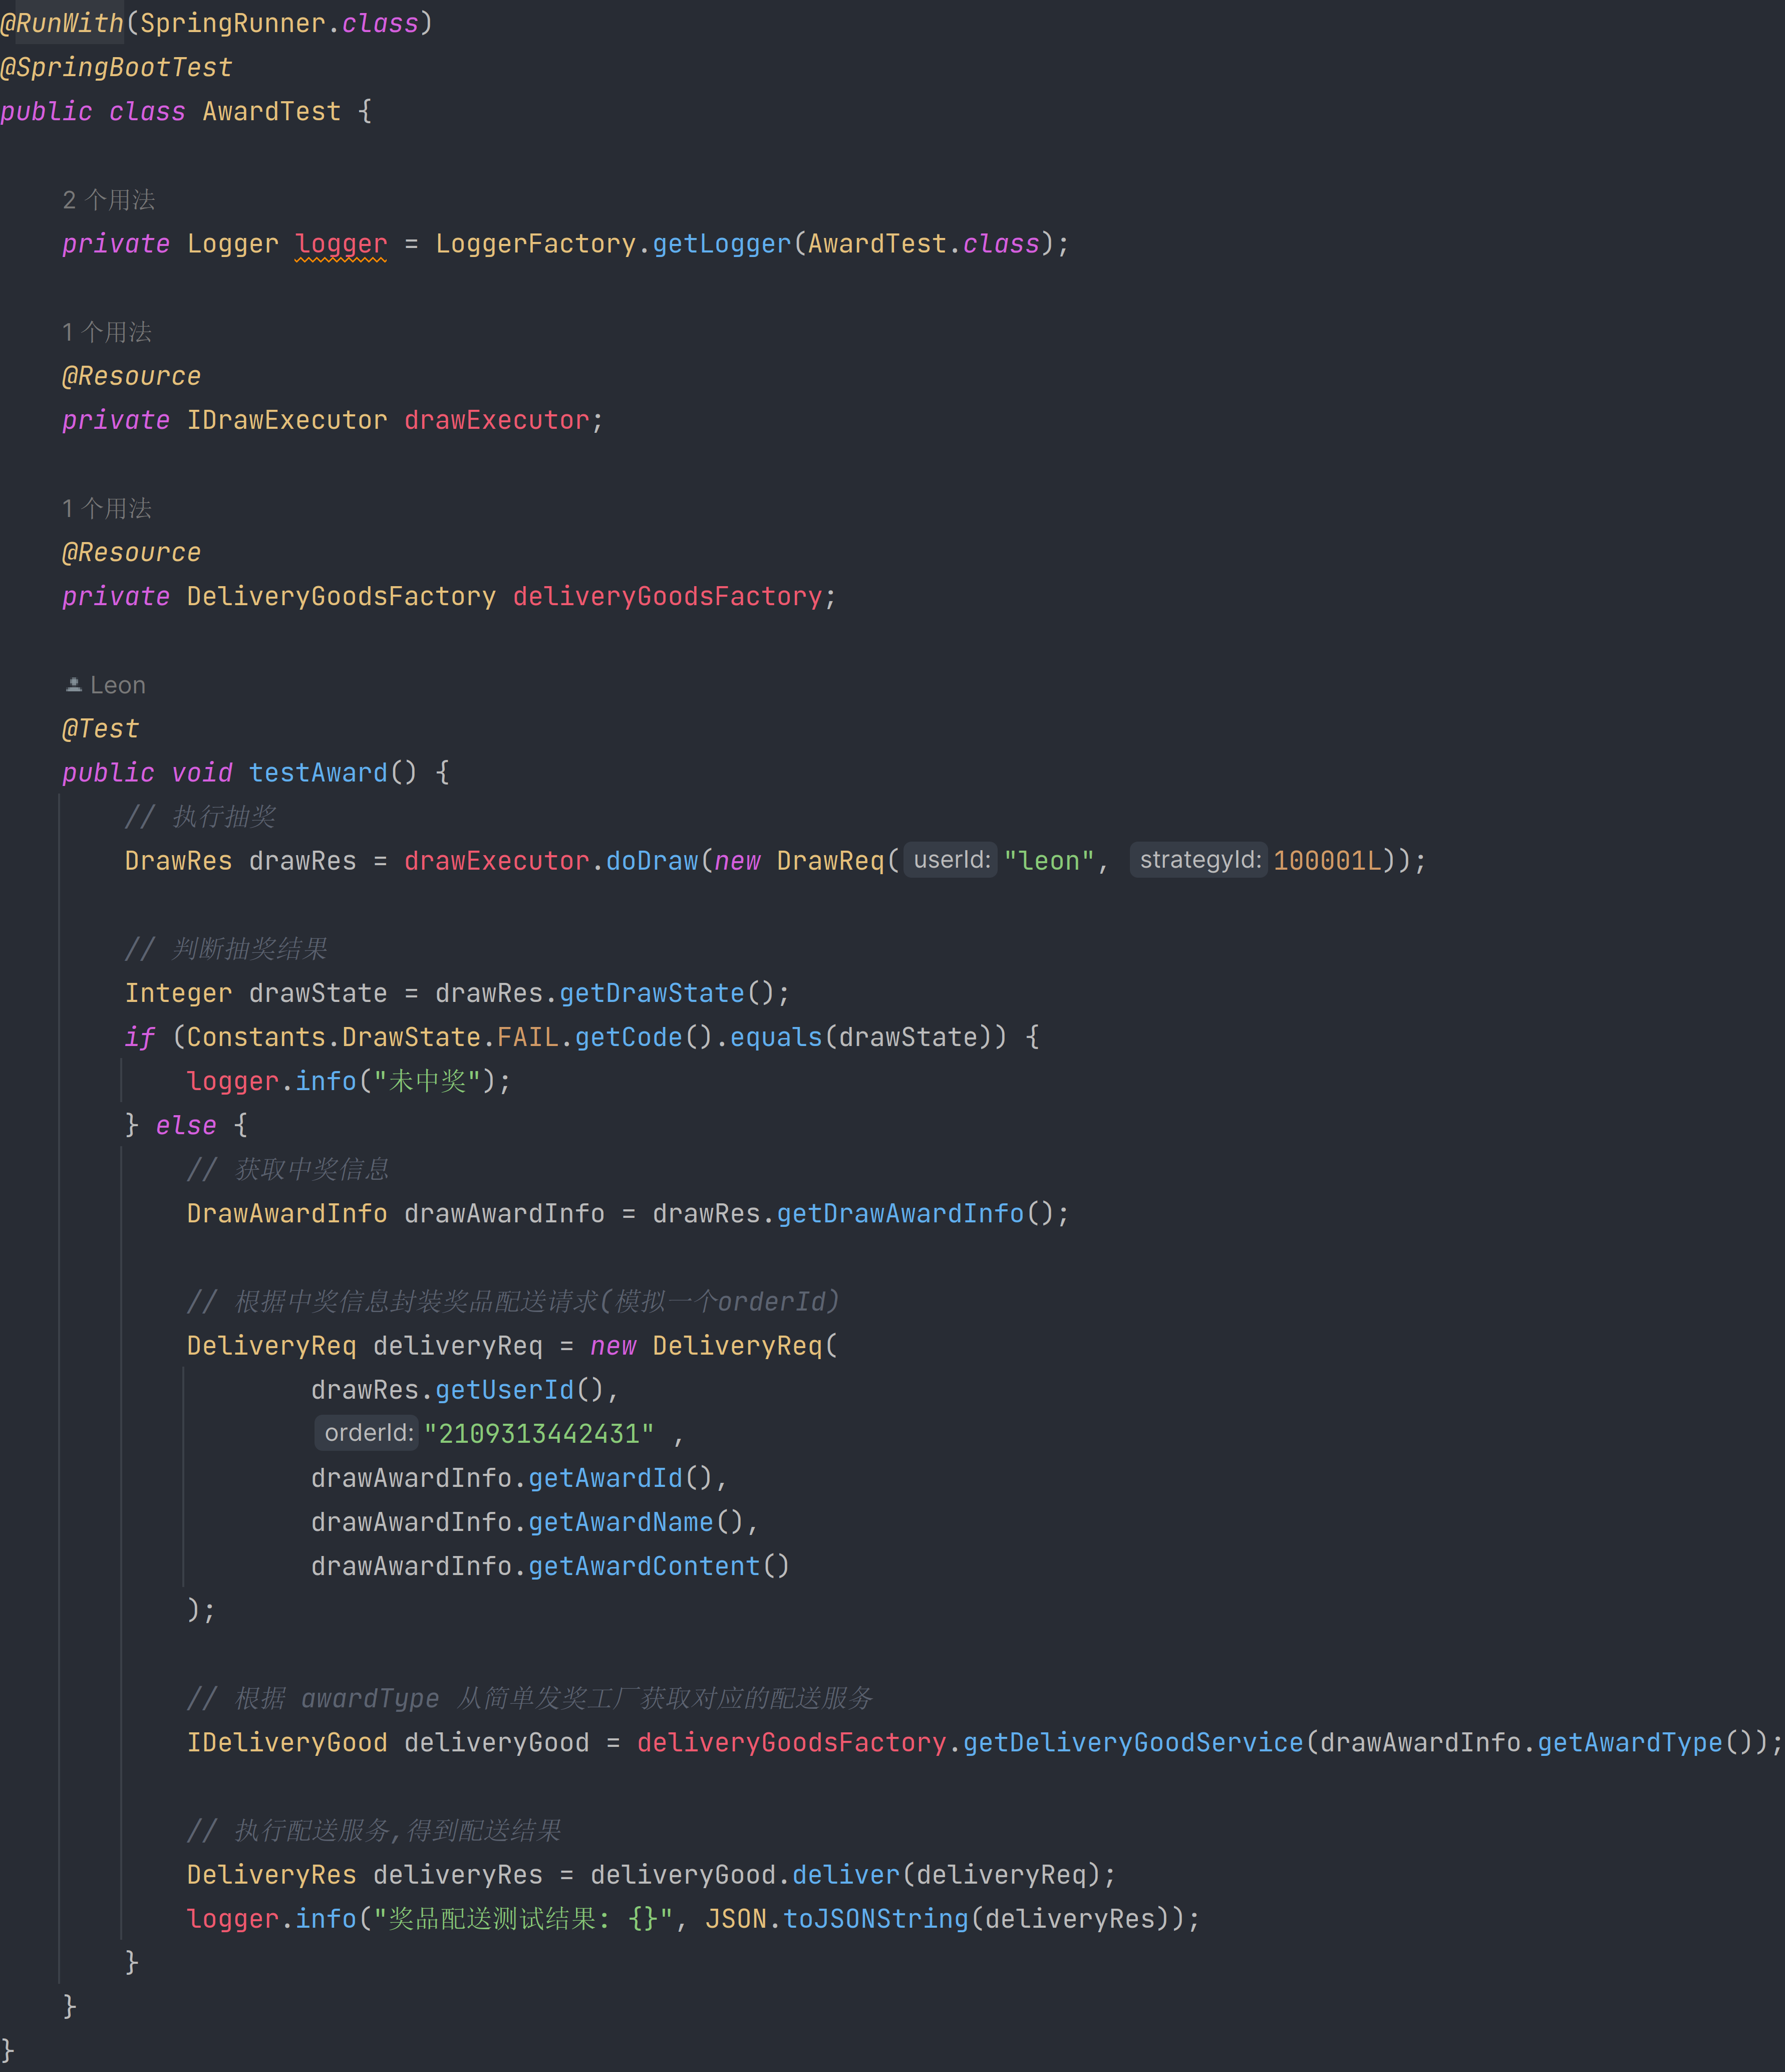 @RunWith(SpringRunner.class)
@SpringBootTest
public class AwardTest {
2 个用法
private Logger logger = LoggerFactory.getLogger(AwardTest.class);
1 个用法
@Resource
private IDrawExecutor drawExecutor;
1 个用法
@Resource
private DeliveryGoodsFactory deliveryGoodsFactory;
Leon
@Test
public void testAward() {
// 执行抽奖
DrawRes drawRes = drawExecutor.doDraw(new DrawReq( userId: "leon", strategyId: 100001L));
// 判断抽奖结果
Integer drawState = drawRes.getDrawState();
if (Constants.DrawState.FAIL.getCode().equals(drawState)) {
logger.info("未中奖");
} else {
// 获取中奖信息
DrawAwardInfo drawAwardInfo = drawRes.getDrawAwardInfo();
// 根据中奖信息封装奖品配送请求(模拟一个orderId)
DeliveryReq deliveryReq = new DeliveryReq(
drawRes.getUserId(),
orderId: "2109313442431" ,
drawAwardInfo.getAwardId(),
drawAwardInfo.getAwardName(),
drawAwardInfo.getAwardContent()
);
// 根据 awardType 从简单发奖工厂获取对应的配送服务
IDeliveryGood deliveryGood = deliveryGoodsFactory.getDeliveryGoodService(drawAwardInfo.getAwardType());
// 执行配送服务,得到配送结果
DeliveryRes deliveryRes = deliveryGood.deliver(deliveryReq);
logger.info("奖品配送测试结果: {}", JSON.toJSONString(deliveryRes));
}
}
}